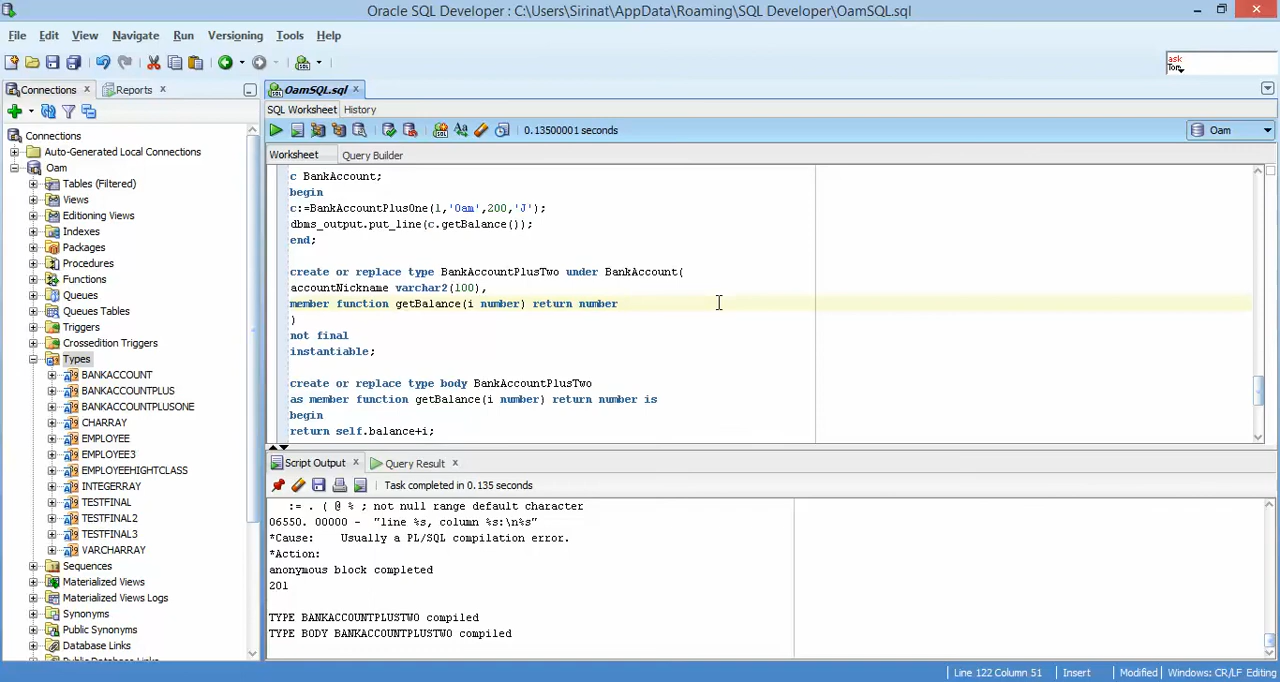 Oracle SQL Developer : C:\Users\Sirinat\AppData\Roaming\SQL Developer\OamSQL.sql
File Edit View Navigate Run Versioning Tools Help
ask
Tom
Connections Reports
OamSQL.sql
SQL Worksheet History
0.13500001 seconds
Oam
Worksheet Query Builder
Connections
Auto-Generated Local Connections
Oam
Tables (Filtered)
Views
Editioning Views
Indexes
Packages
Procedures
Functions
Queues
Queues Tables
Triggers
Crossedition Triggers
Types
BANKACCOUNT
BANKACCOUNTPLUS
BANKACCOUNTPLUSONE
CHARRAY
EMPLOYEE
EMPLOYEE3
EMPLOYEEHIGHTCLASS
INTEGERRAY
TESTFINAL
TESTFINAL2
TESTFINAL3
VARCHARRAY
Sequences
Materialized Views
Materialized Views Logs
Synonyms
Public Synonyms
Database Links
Public Database Links
c BankAccount;
begin
c:=BankAccountPlusOne(1,'Oam',200,'J');
dbms_output.put_line(c.getBalance());
end;
create or replace type BankAccountPlusTwo under BankAccount(
accountNickname varchar2(100),
member function getBalance(i number) return number
)
not final
instantiable;
create or replace type body BankAccountPlusTwo
as member function getBalance(i number) return number is
begin
return self.balance+i;
Script Output Query Result
Task completed in 0.135 seconds
:= . ( @ % ; not null range default character
06550. 00000 - "line %s, column %s:\n%s"
*Cause: Usually a PL/SQL compilation error.
*Action:
anonymous block completed
201
TYPE BANKACCOUNTPLUSTWO compiled
TYPE BODY BANKACCOUNTPLUSTWO compiled
Line 122 Column 51 Insert Modified Windows: CR/LF Editing